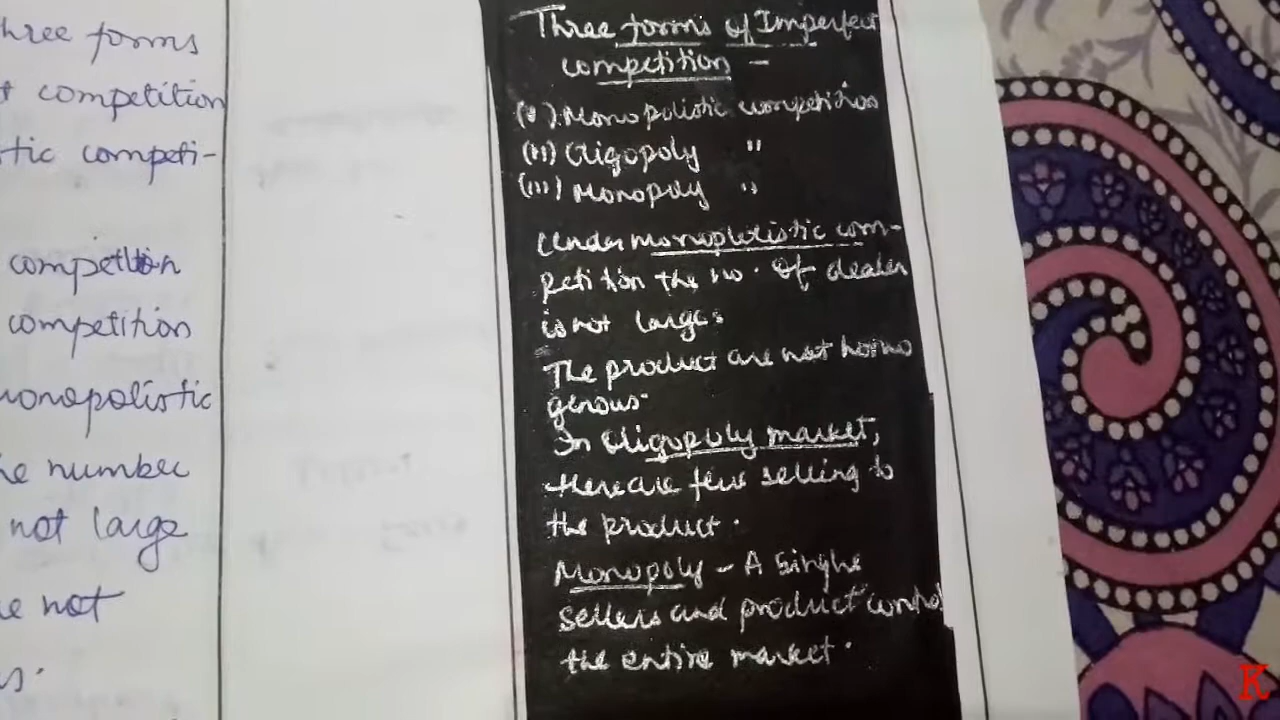 hree forms
t competition
tic competi-
competition
competition
monopolistic
he number
not large
e not
s.
Three forms of Imperfect
competition –
(i). Monopolistic competition
(ii) Oligopoly "
(iii) Monopoly "
Under monopolistic com-
petition the no. of dealer
is not large.
The product are not homo
genous.
In Oligopoly market,
there are few selling to
the product.
Monopoly – A Singhe
sellers and product control
the entire market.
K